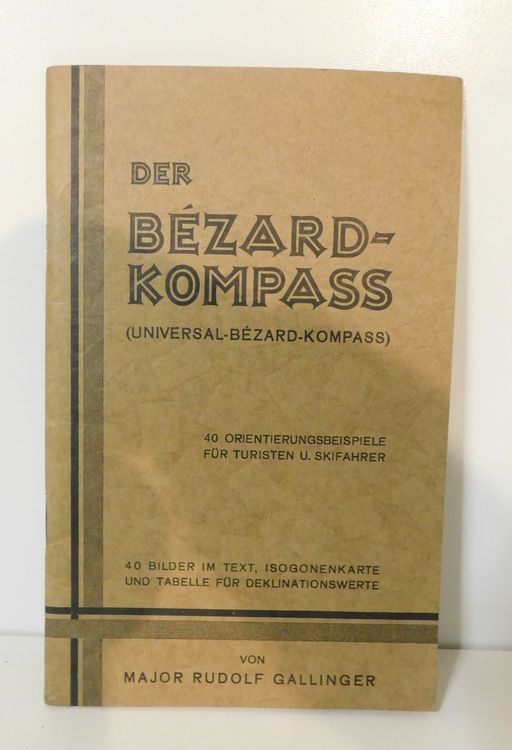 DER
BÉZARD-
KOMPASS
(UNIVERSAL-BÉZARD-KOMPASS)
40 ORIENTIERUNGSBEISPIELE
FÜR TURISTEN U. SKIFAHRER
40 BILDER IM TEXT, ISOGONENKARTE
UND TABELLE FÜR DEKLINATIONSWERTE
VON
MAJOR RUDOLF GALLINGER